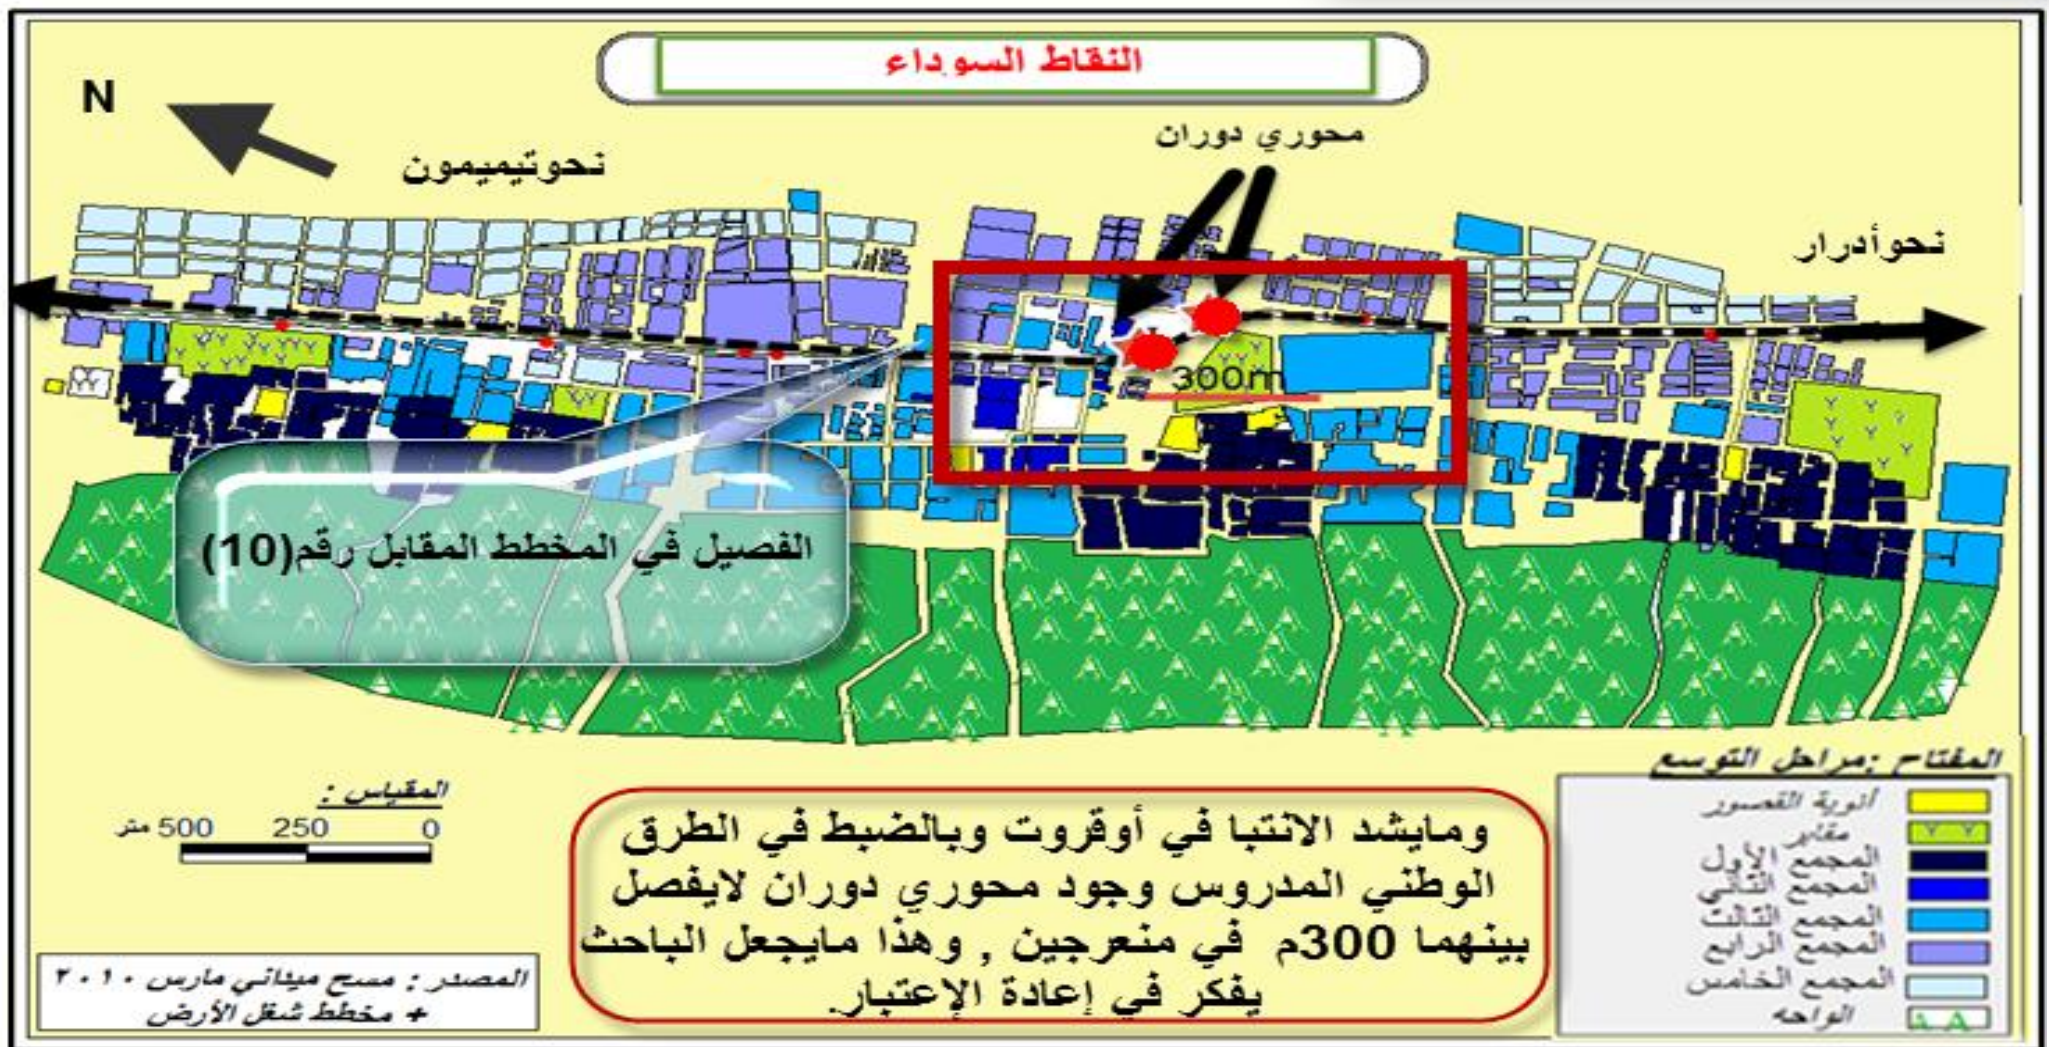 النقاط السوداء
N
محوري دوران
نحوتيميمون
نحوأدرار
300m
الفصيل في المخطط المقابل رقم(10)
المقياس :
500 متر 250 0
ومايشد الانتبا في أوقروت وبالضبط في الطرق
الوطني المدروس وجود محوري دوران لايفصل
بينهما 300م في منعرجين , وهذا مايجعل الباحث
يفكر في إعادة الإعتبار.
المصدر : مسح ميداني مارس ٢٠١٠
+ مخطط شغل الأرض
المفتاح :مراحل التوسع
أنوية القصور
مقابر
المجمع الأول
المجمع الثاني
المجمع الثالث
المجمع الرابع
المجمع الخامس
الواحه